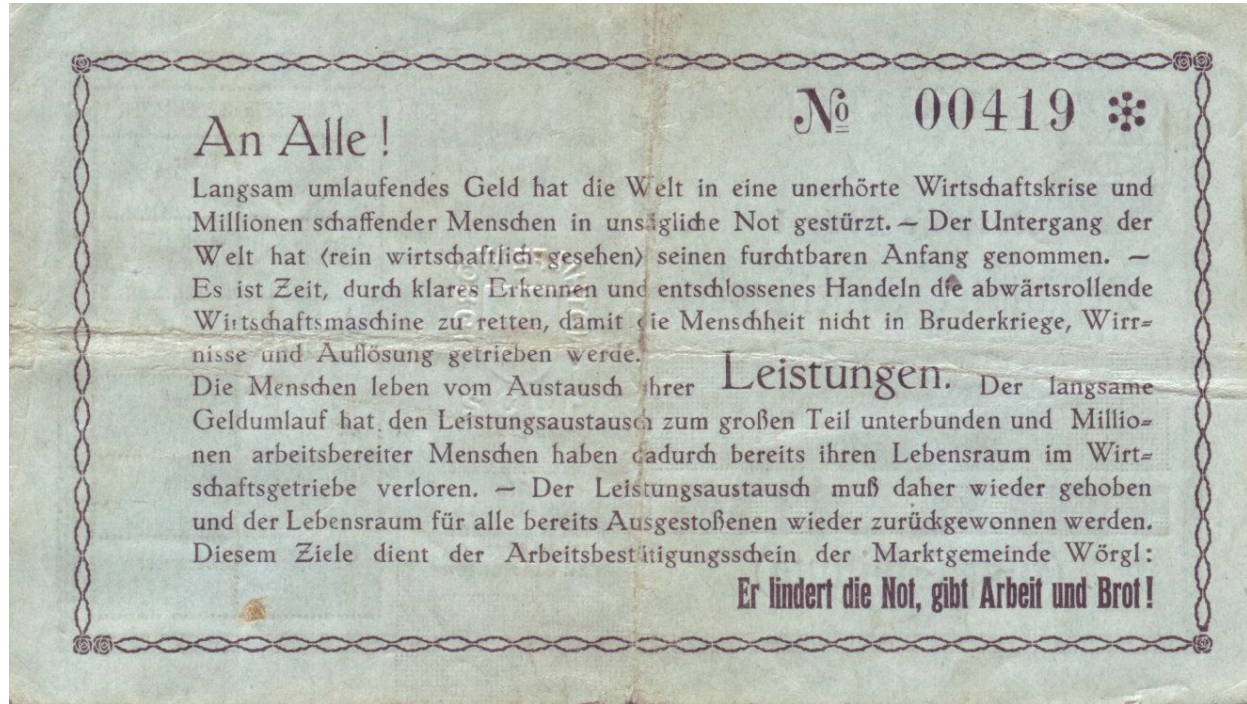 № 00419 *
An Alle!
Langsam umlaufendes Geld hat die Welt in eine unerhörte Wirtschaftskrise und
Millionen schaffender Menschen in unsägliche Not gestürzt. — Der Untergang der
Welt hat (rein wirtschaftlich gesehen) seinen furchtbaren Anfang genommen. —
Es ist Zeit, durch klares Erkennen und entschlossenes Handeln die abwärtsrollende
Wirtschaftsmaschine zu retten, damit die Menschheit nicht in Bruderkriege, Wirr=
nisse und Auflösung getrieben werde.
Die Menschen leben vom Austausch ihrer Leistungen. Der langsame
Geldumlauf hat den Leistungsaustausch zum großen Teil unterbunden und Millio=
nen arbeitsbereiter Menschen haben dadurch bereits ihren Lebensraum im Wirt=
schaftsgetriebe verloren. — Der Leistungsaustausch muß daher wieder gehoben
und der Lebensraum für alle bereits Ausgestoßenen wieder zurückgewonnen werden.
Diesem Ziele dient der Arbeitsbestätigungsschein der Marktgemeinde Wörgl:
Er lindert die Not, gibt Arbeit und Brot!